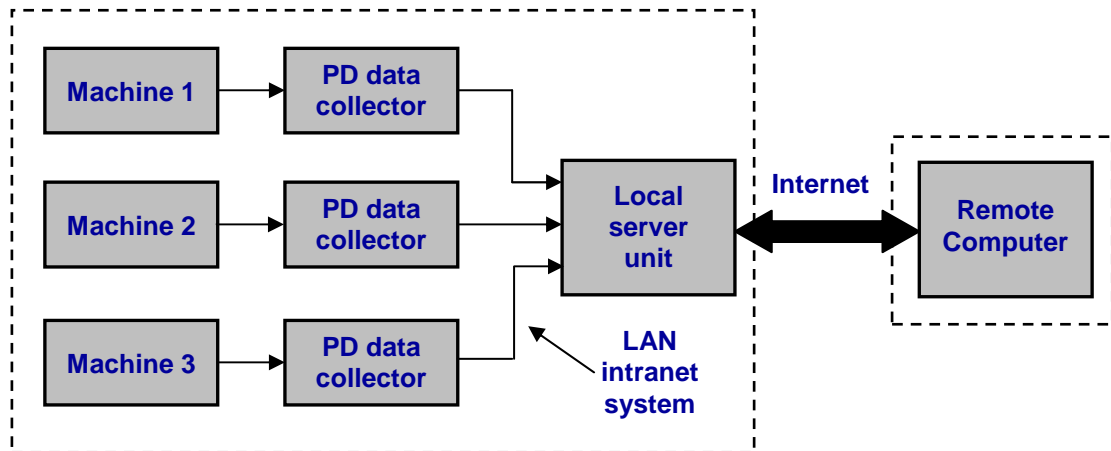 Machine 1
PD data
collector
Machine 2
PD data
collector
Machine 3
PD data
collector
Local
server
unit
LAN
intranet
system
Internet
Remote
Computer